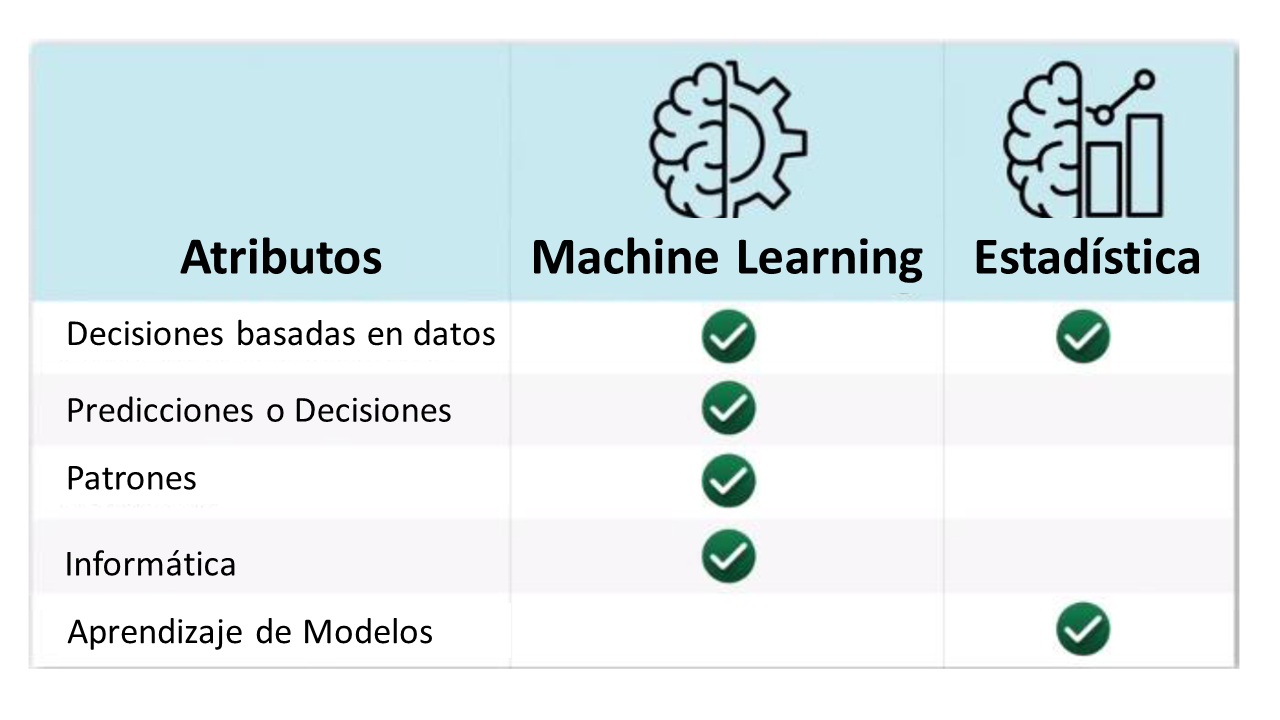 Atributos
Machine Learning
Estadística
Decisiones basadas en datos
Predicciones o Decisiones
Patrones
Informática
Aprendizaje de Modelos